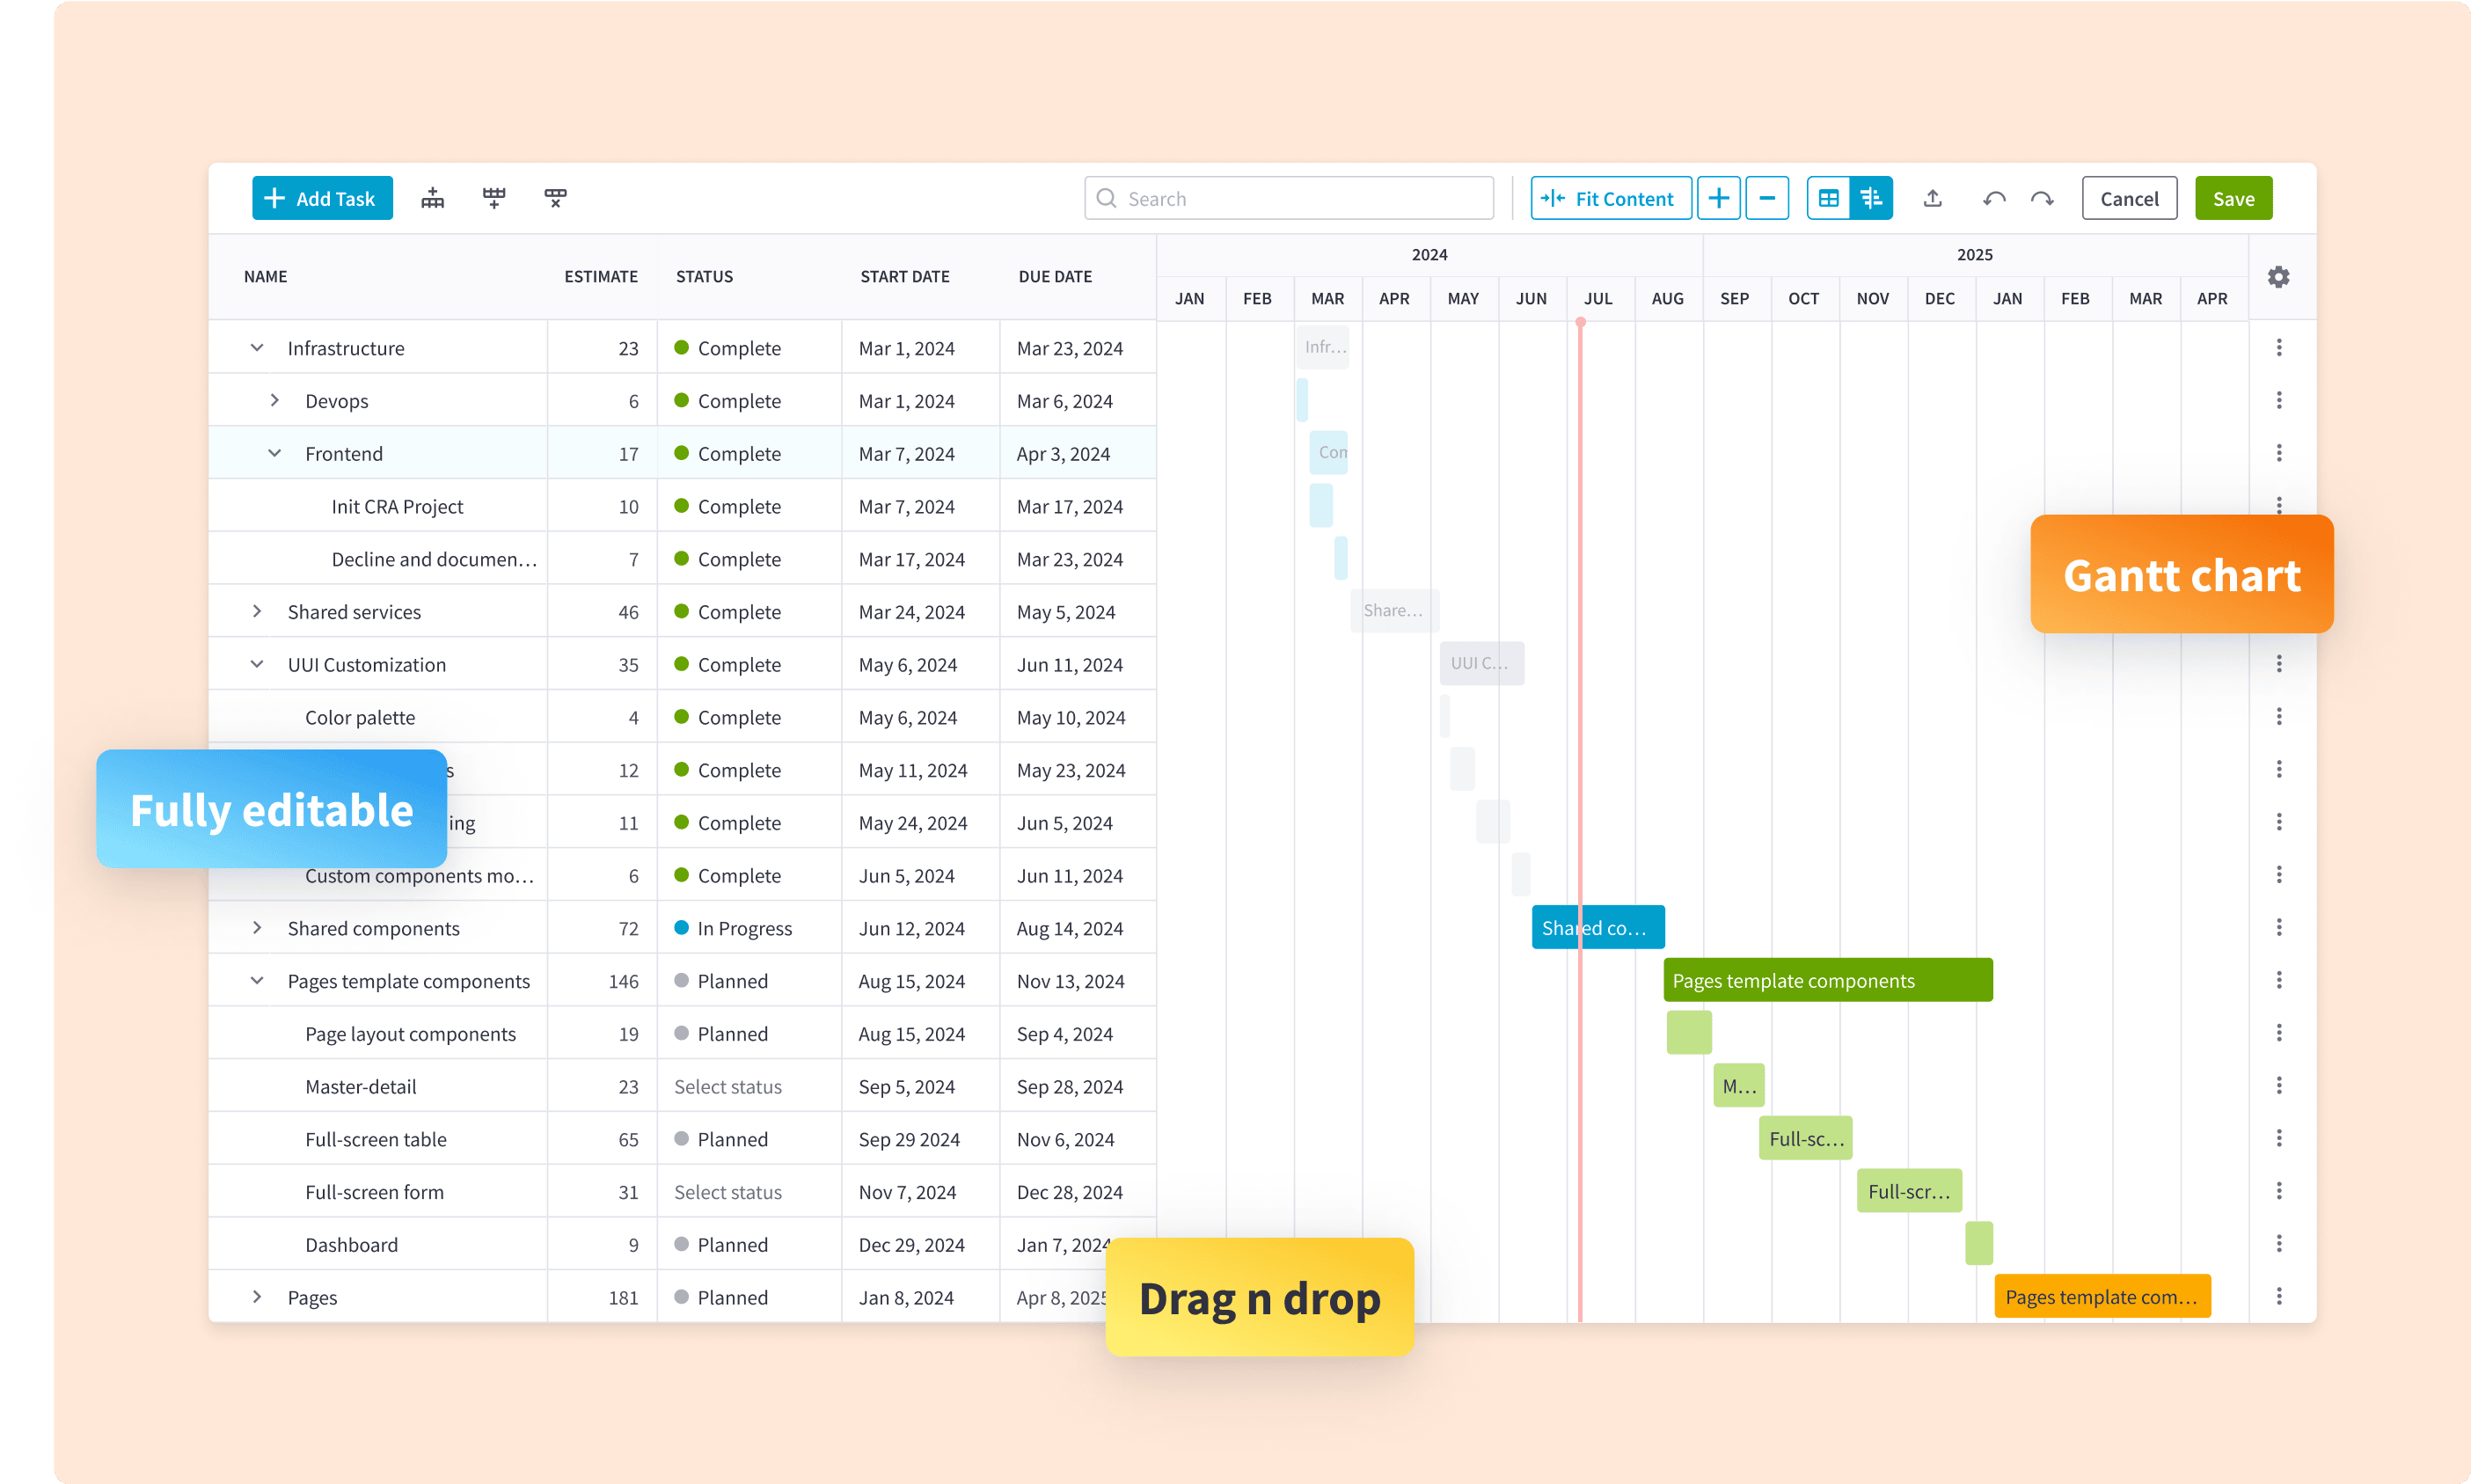 Add Task
Search
Fit Content
Cancel
Save
NAME ESTIMATE STATUS START DATE DUE DATE
2024 2025
JAN FEB MAR APR MAY JUN JUL AUG SEP OCT NOV DEC JAN FEB MAR APR
Infrastructure 23 Complete Mar 1, 2024 Mar 23, 2024 Infr...
Devops 6 Complete Mar 1, 2024 Mar 6, 2024
Frontend 17 Complete Mar 7, 2024 Apr 3, 2024 Com
Init CRA Project 10 Complete Mar 7, 2024 Mar 17, 2024
Decline and documen... 7 Complete Mar 17, 2024 Mar 23, 2024
Gantt chart
Shared services 46 Complete Mar 24, 2024 May 5, 2024 Share...
UUI Customization 35 Complete May 6, 2024 Jun 11, 2024 UUI C...
Color palette 4 Complete May 6, 2024 May 10, 2024
s 12 Complete May 11, 2024 May 23, 2024
Fully editable
ing 11 Complete May 24, 2024 Jun 5, 2024
Custom components mo... 6 Complete Jun 5, 2024 Jun 11, 2024
Shared components 72 In Progress Jun 12, 2024 Aug 14, 2024 Shared co...
Pages template components 146 Planned Aug 15, 2024 Nov 13, 2024 Pages template components
Page layout components 19 Planned Aug 15, 2024 Sep 4, 2024
Master-detail 23 Select status Sep 5, 2024 Sep 28, 2024 M...
Full-screen table 65 Planned Sep 29 2024 Nov 6, 2024 Full-sc...
Full-screen form 31 Select status Nov 7, 2024 Dec 28, 2024 Full-scr...
Dashboard 9 Planned Dec 29, 2024 Jan 7, 2024
Pages 181 Planned Jan 8, 2024 Apr 8, 2025 Pages template com...
Drag n drop